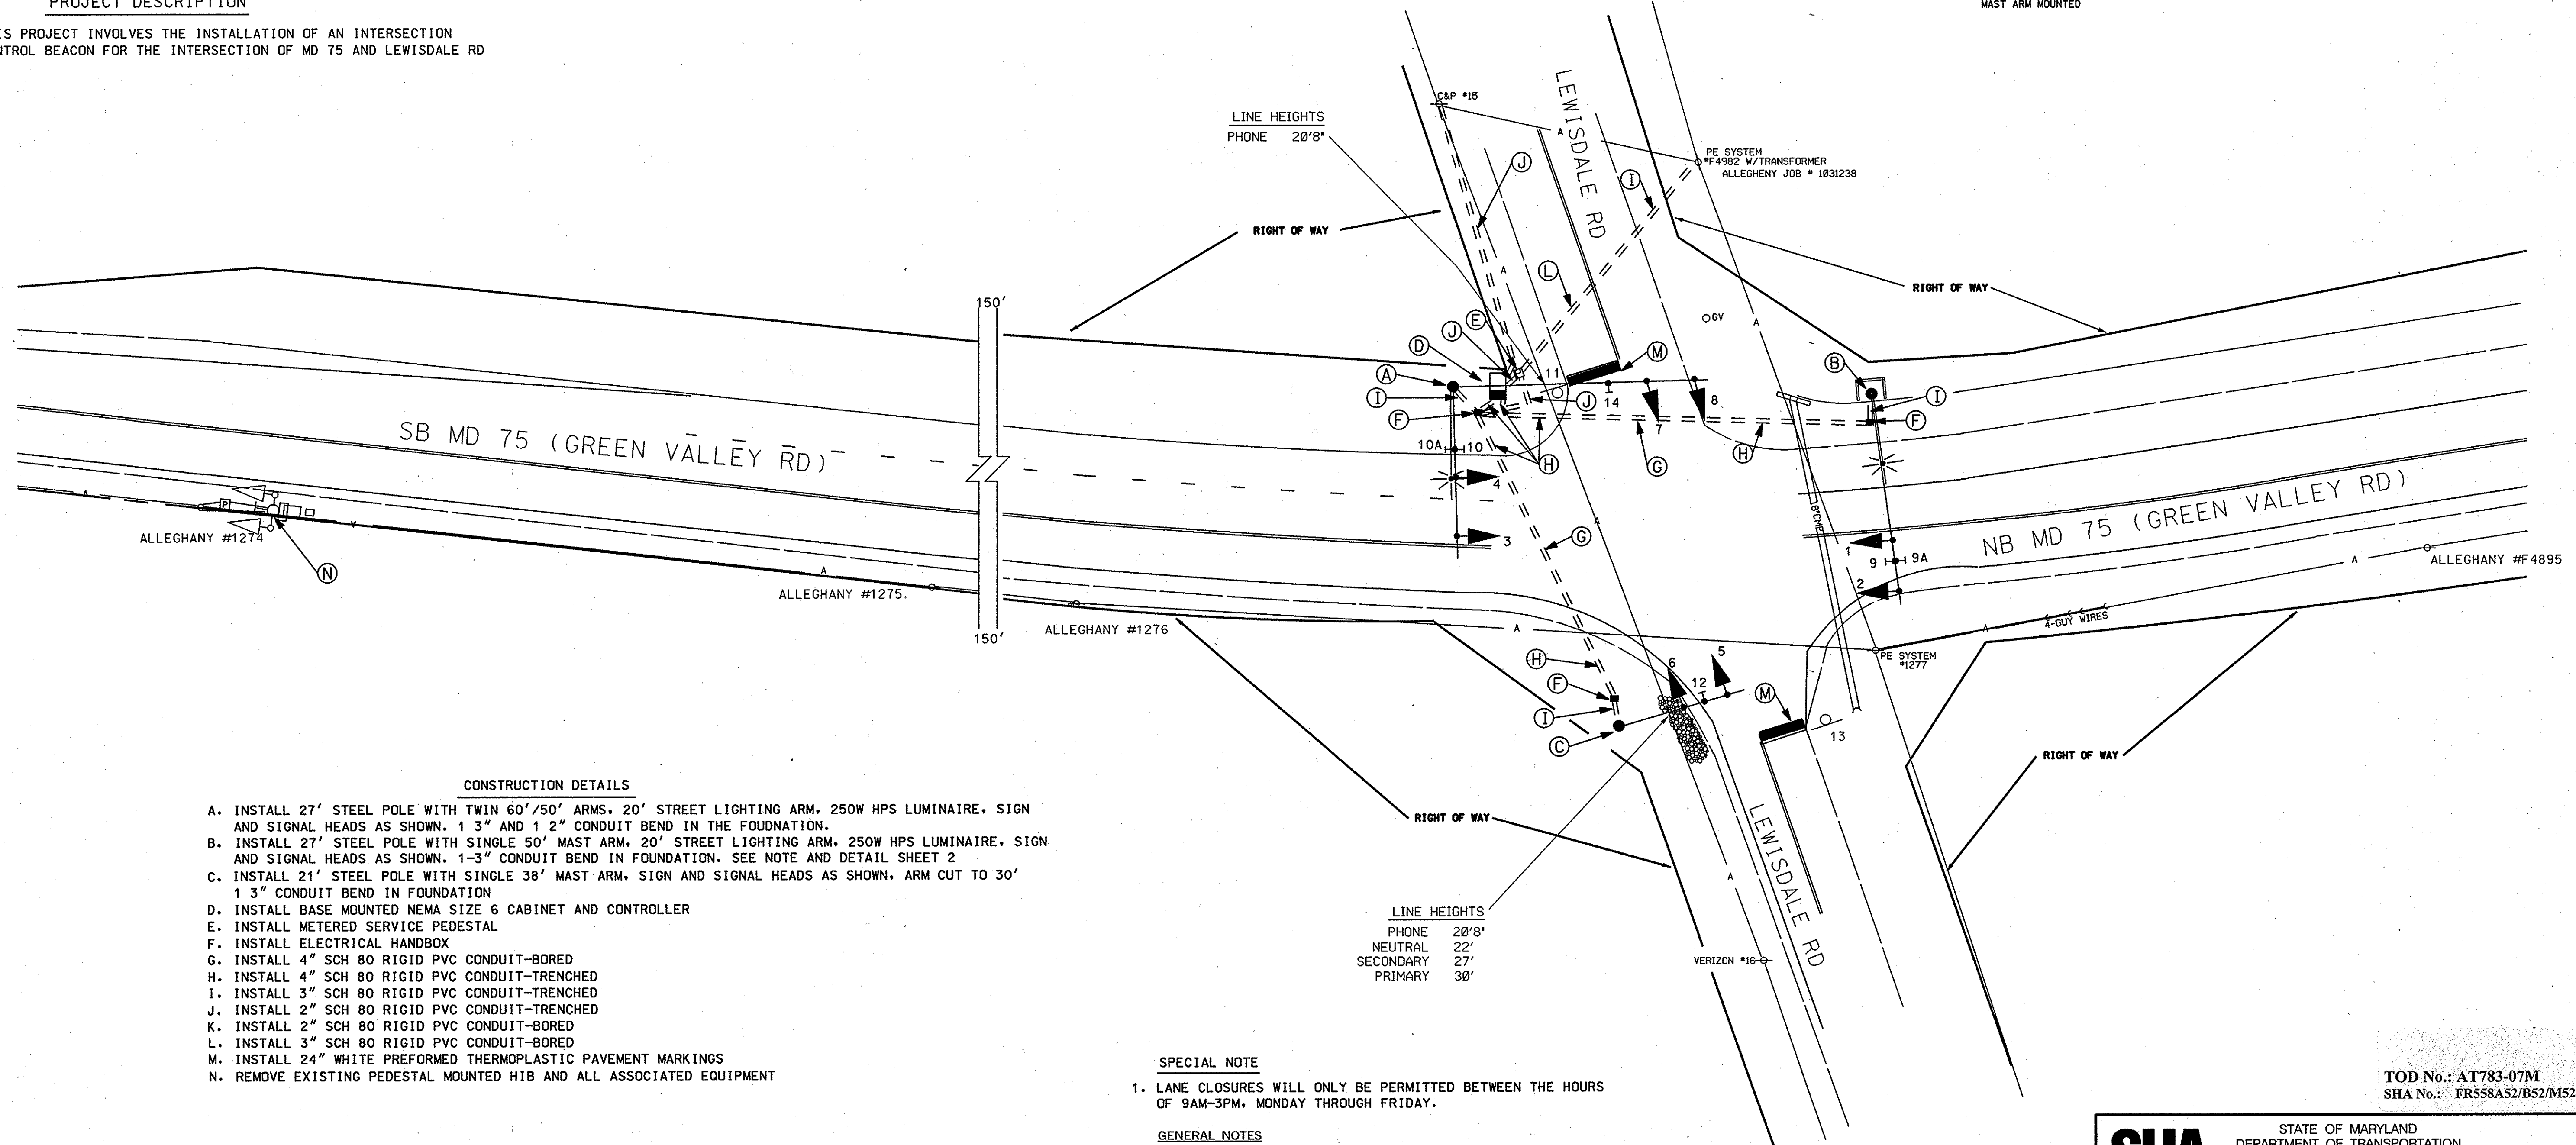 PROJECT DESCRIPTION
IS PROJECT INVOLVES THE INSTALLATION OF AN INTERSECTION
NTROL BEACON FOR THE INTERSECTION OF MD 75 AND LEWISDALE RD
MAST ARM MOUNTED
C&P #15
LINE HEIGHTS
PHONE 20'8"
LEWISDALE RD
PE SYSTEM
#F4982 W/TRANSFORMER
ALLEGHENY JOB # 1031238
J
I
A
RIGHT OF WAY
L
A
RIGHT OF WAY
150'
GV
A
E
J
D
M
B
A
11
I
I
J
14
8
F
7
F
10A
10
H
G
H
SB MD 75 (GREEN VALLEY RD)
4
A
P
18"CMP
NB MD 75 (GREEN VALLEY RD)
ALLEGHANY #1274
N
A
3
G
A
1
9
9A
2
A
ALLEGHANY #F4895
ALLEGHANY #1275
ALLEGHANY #1276
150'
A
A
4-GUY WIRES
PE SYSTEM
#1277
H
6
5
F
12
M
I
C
13
RIGHT OF WAY
RIGHT OF WAY
A
LEWISDALE RD
LINE HEIGHTS
PHONE 20'8"
NEUTRAL 22'
SECONDARY 27'
PRIMARY 30'
VERIZON #16
CONSTRUCTION DETAILS
A. INSTALL 27' STEEL POLE WITH TWIN 60'/50' ARMS, 20' STREET LIGHTING ARM, 250W HPS LUMINAIRE, SIGN
AND SIGNAL HEADS AS SHOWN. 1 3" AND 1 2" CONDUIT BEND IN THE FOUDNATION.
B. INSTALL 27' STEEL POLE WITH SINGLE 50' MAST ARM, 20' STREET LIGHTING ARM, 250W HPS LUMINAIRE, SIGN
AND SIGNAL HEADS AS SHOWN. 1-3" CONDUIT BEND IN FOUNDATION. SEE NOTE AND DETAIL SHEET 2
C. INSTALL 21' STEEL POLE WITH SINGLE 38' MAST ARM, SIGN AND SIGNAL HEADS AS SHOWN, ARM CUT TO 30'
1 3" CONDUIT BEND IN FOUNDATION
D. INSTALL BASE MOUNTED NEMA SIZE 6 CABINET AND CONTROLLER
E. INSTALL METERED SERVICE PEDESTAL
F. INSTALL ELECTRICAL HANDBOX
G. INSTALL 4" SCH 80 RIGID PVC CONDUIT-BORED
H. INSTALL 4" SCH 80 RIGID PVC CONDUIT-TRENCHED
I. INSTALL 3" SCH 80 RIGID PVC CONDUIT-TRENCHED
J. INSTALL 2" SCH 80 RIGID PVC CONDUIT-TRENCHED
K. INSTALL 2" SCH 80 RIGID PVC CONDUIT-BORED
L. INSTALL 3" SCH 80 RIGID PVC CONDUIT-BORED
M. INSTALL 24" WHITE PREFORMED THERMOPLASTIC PAVEMENT MARKINGS
N. REMOVE EXISTING PEDESTAL MOUNTED HIB AND ALL ASSOCIATED EQUIPMENT
SPECIAL NOTE
1. LANE CLOSURES WILL ONLY BE PERMITTED BETWEEN THE HOURS
OF 9AM-3PM, MONDAY THROUGH FRIDAY.
GENERAL NOTES
TOD No.: AT783-07M
SHA No.: FR558A52/B52/M52
SHA
STATE OF MARYLAND
DEPARTMENT OF TRANSPORTATION